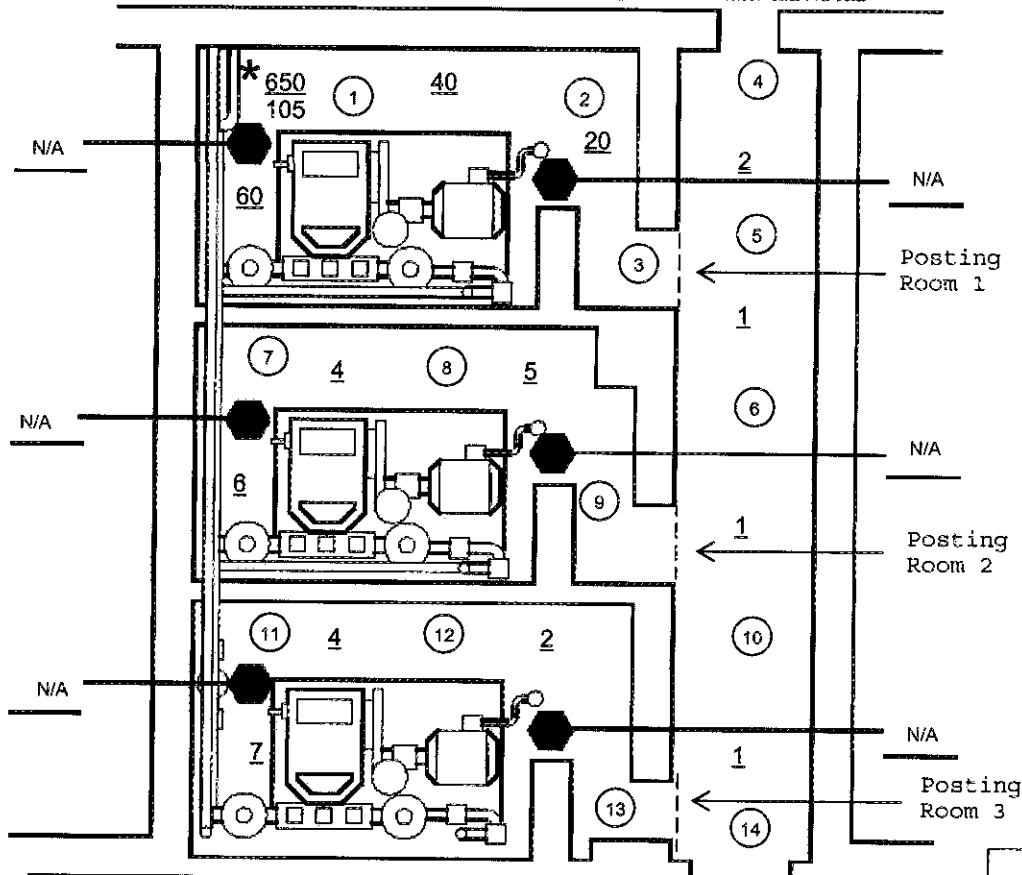 4
* 650 1 40 2
105
20 2
N/A N/A
60
3 5 Posting
Room 1
1
7 4 8 5
6
N/A N/A
6 9
1 Posting
Room 2
11 4 12 2 10
N/A
N/A
7 1
Posting
Room 3
13 14